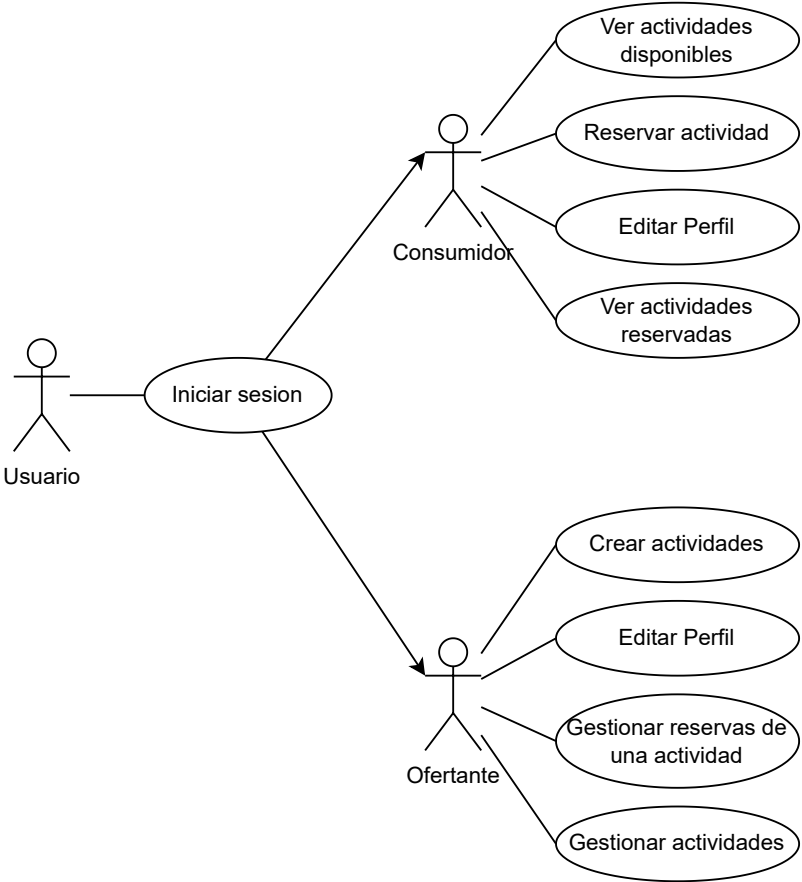 Ver actividades
disponibles
Reservar actividad
Editar Perfil
Consumidor
Ver actividades
reservadas
Iniciar sesion
Usuario
Crear actividades
Editar Perfil
Gestionar reservas de
una actividad
Ofertante
Gestionar actividades